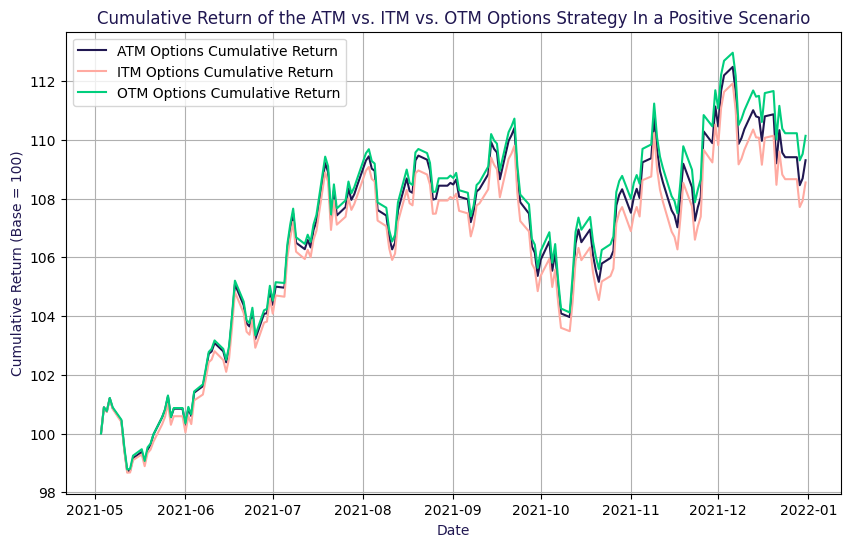 Cumulative Return of the ATM vs. ITM vs. OTM Options Strategy In a Positive Scenario
ATM Options Cumulative Return
ITM Options Cumulative Return
OTM Options Cumulative Return
Cumulative Return (Base = 100)
112
110
108
106
104
102
100
98
2021-05 2021-06 2021-07 2021-08 2021-09 2021-10 2021-11 2021-12 2022-01
Date